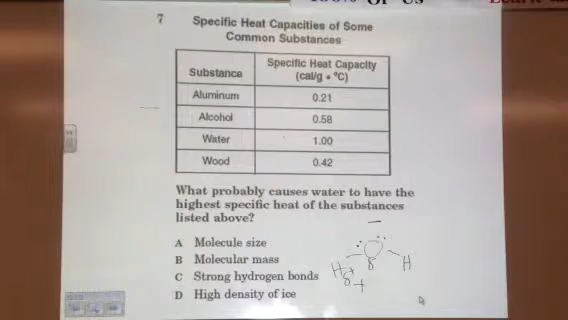 7 Specific Heat Capacities of Some
Common Substances
Substance
Specific Heat Capacity
(cal/g • °C)
Aluminum 0.21
Alcohol 0.58
Water 1.00
Wood 0.42
What probably causes water to have the
highest specific heat of the substances
listed above?
A Molecule size
B Molecular mass
C Strong hydrogen bonds
D High density of ice
H
δ+
H